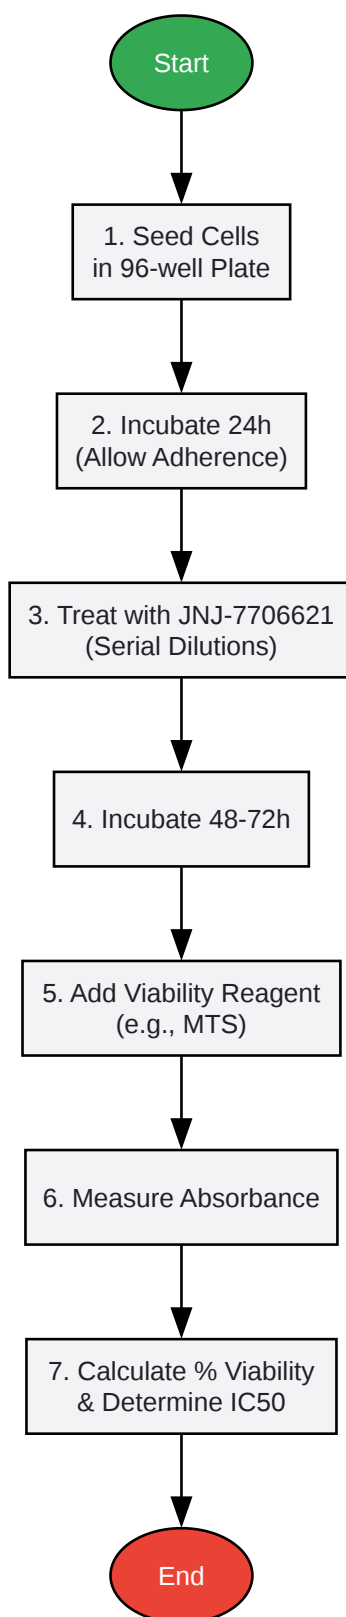 Start
1. Seed Cells
in 96-well Plate
2. Incubate 24h
(Allow Adherence)
3. Treat with JNJ-7706621
(Serial Dilutions)
4. Incubate 48-72h
5. Add Viability Reagent
(e.g., MTS)
6. Measure Absorbance
7. Calculate % Viability
& Determine IC50
End